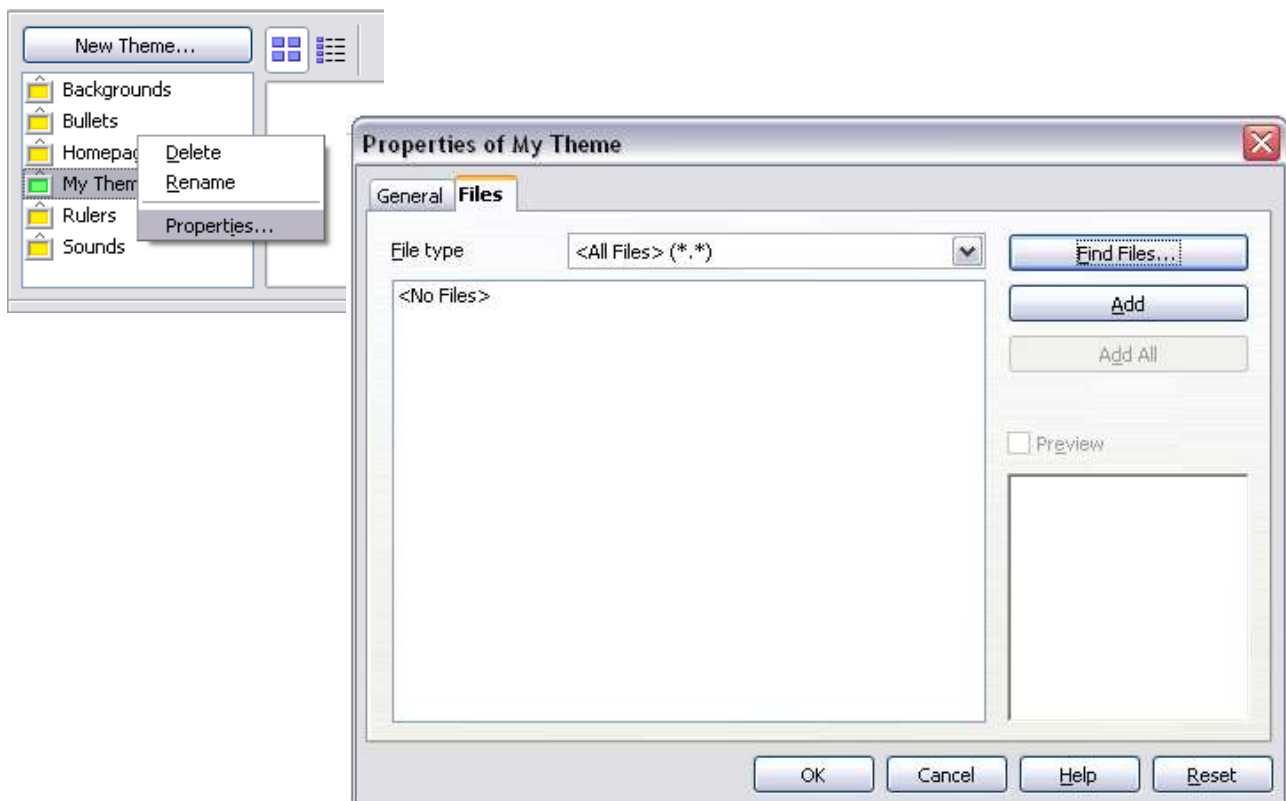 New Theme...
Backgrounds
Bullets
Homepag
My Them
Rulers
Sounds
Delete
Rename
Properties...
Properties of My Theme
General Files
File type <All Files> (*.*) Find Files...
<No Files>
Add
Add All
Preview
OK Cancel Help Reset